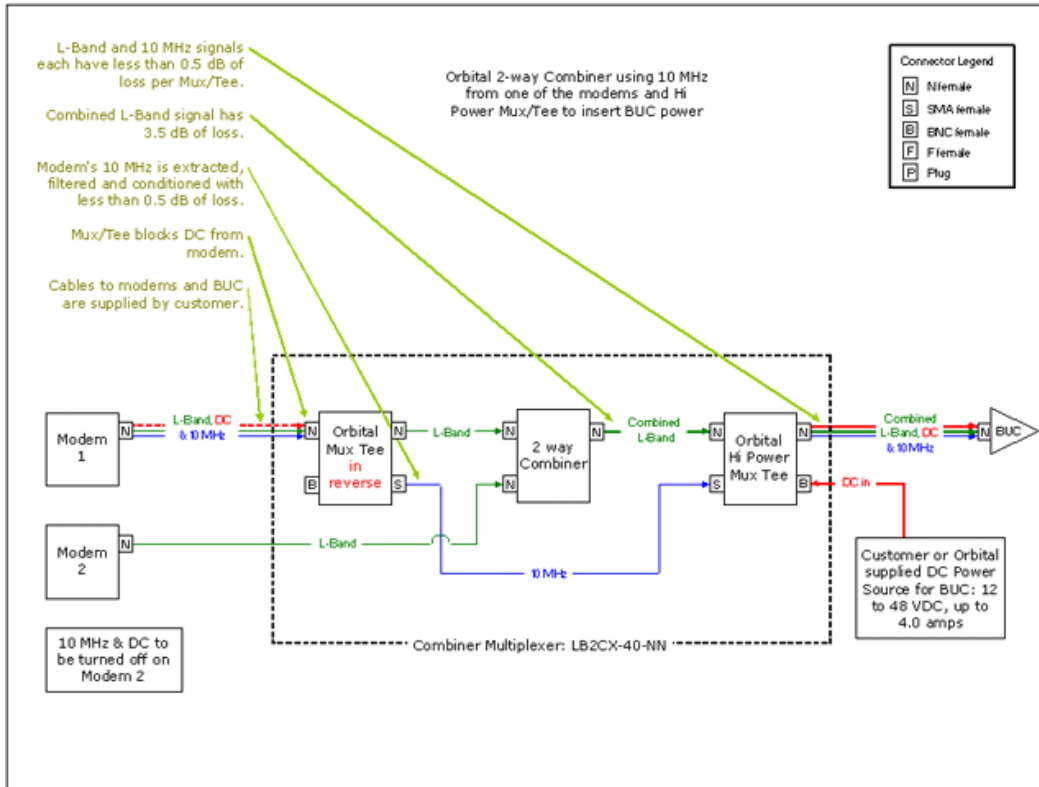 L-Band and 10 MHz signals
each have less than 0.5 dB of
loss per Mux/Tee.
Combined L-Band signal has
3.5 dB of loss.
Modem's 10 MHz is extracted,
filtered and conditioned with
less than 0.5 dB of loss.
Mux/Tee blocks DC from
modem.
Cables to modems and BUC
are supplied by customer.
Orbital 2-way Combiner using 10 MHz
from one of the modems and Hi
Power Mux/Tee to insert BUC power
Connector Legend
N N female
S SMA female
B BNC female
F F female
P Plug
Modem
1
N
L-Band, DC
& 10 MHz
N
B
Orbital
Mux Tee
in
reverse
N
S
L-Band
N
N
2 way
Combiner
N
Combined
L-Band
N
S
Orbital
Hi Power
Mux Tee
N
B
Combined
L-Band, DC
& 10 MHz
N
BUC
DC in
Modem
2
N
L-Band
10 MHz
Customer or Orbital
supplied DC Power
Source for BUC: 12
to 48 VDC, up to
4.0 amps
10 MHz & DC to
be turned off on
Modem 2
Combiner Multiplexer: LB2CX-40-NN